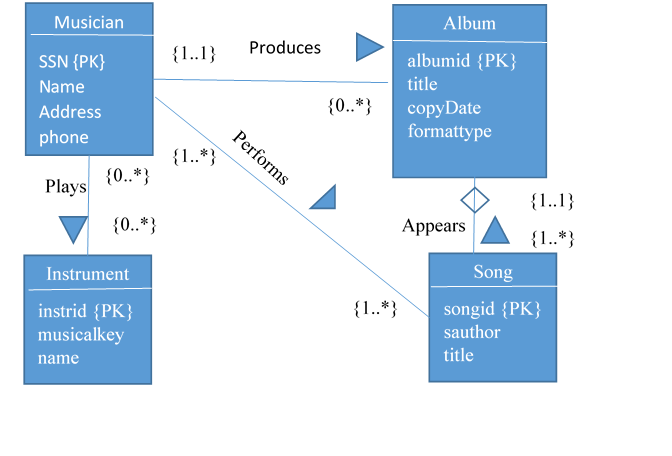 Musician
SSN {PK}
Name
Address
phone
{1..1}
Produces
{0..*}
Album
albumid {PK}
title
copyDate
formattype
{1..*}
Performs
{1..*}
{0..*}
Plays
{0..*}
{1..1}
Appears
{1..*}
Instrument
instrid {PK}
musicalkey
name
Song
songid {PK}
sauthor
title